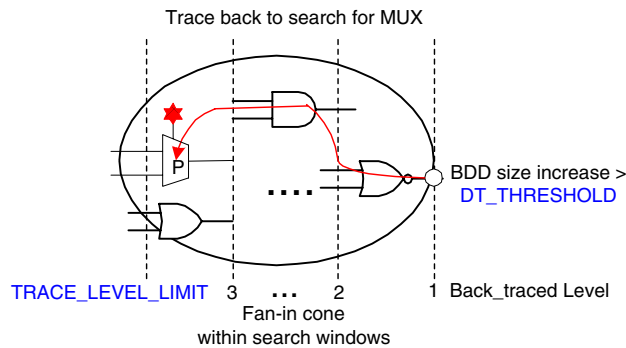 Trace back to search for MUX
P
BDD size increase >
DT_THRESHOLD
....
TRACE_LEVEL_LIMIT 3 ... 2 1 Back_traced Level
Fan-in cone
within search windows